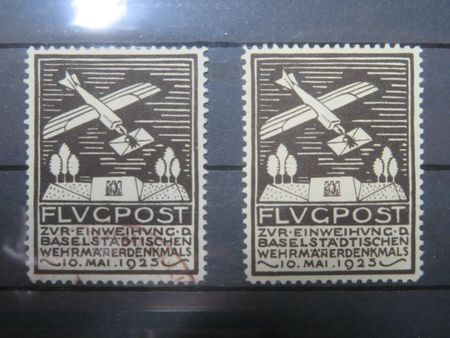 FLVGPOST
ZVR·EINWEIHVNG·D.
BASELSTÄDTISCHEN
WEHRMÄNERDENKMALS
10.MAI.1925
FLVGPOST
ZVR·EINWEIHVNG·D.
BASELSTÄDTISCHEN
WEHRMÄNERDENKMALS
10.MAI.1925